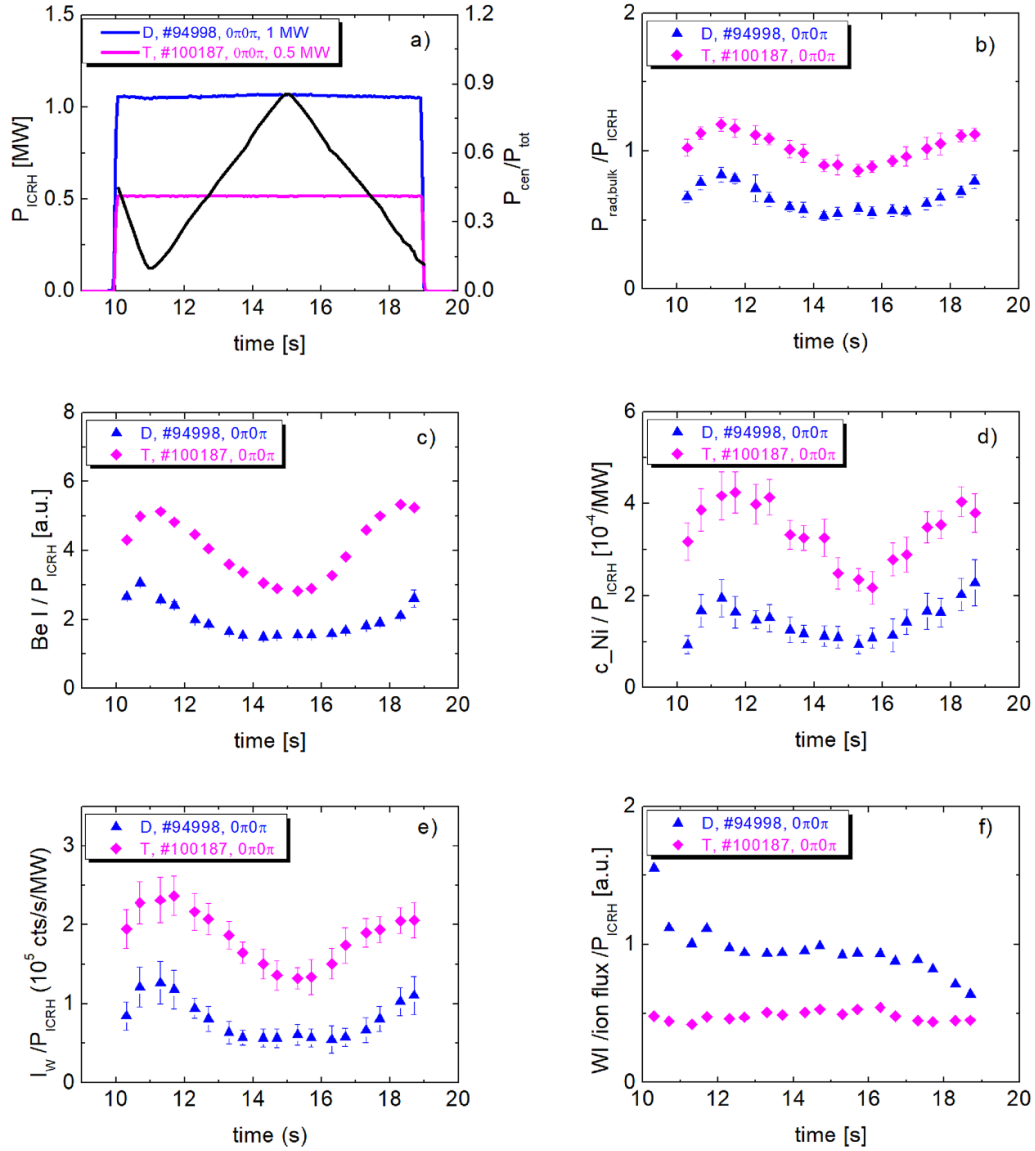 D, #94998, 0π0π, 1 MW
T, #100187, 0π0π, 0.5 MW
a)
1.5
1.0
0.5
0.0
P_ICRH [MW]
1.2
0.9
0.6
0.3
0.0
P_cen/P_tot
10 12 14 16 18 20
time [s]
D, #94998, 0π0π
T, #100187, 0π0π
b)
2
1
0
P_rad,bulk /P_ICRH
10 12 14 16 18 20
time (s)
D, #94998, 0π0π
T, #100187, 0π0π
c)
8
6
4
2
0
Be I / P_ICRH [a.u.]
10 12 14 16 18 20
time [s]
D, #94998, 0π0π
T, #100187, 0π0π
d)
6
4
2
0
c_Ni / P_ICRH [10^-4/MW]
10 12 14 16 18 20
time [s]
D, #94998, 0π0π
T, #100187, 0π0π
e)
3
2
1
0
I_W /P_ICRH (10^5 cts/s/MW)
10 12 14 16 18 20
time (s)
D, #94998, 0π0π
T, #100187, 0π0π
f)
2
1
0
WI /ion flux /P_ICRH [a.u.]
10 12 14 16 18 20
time [s]